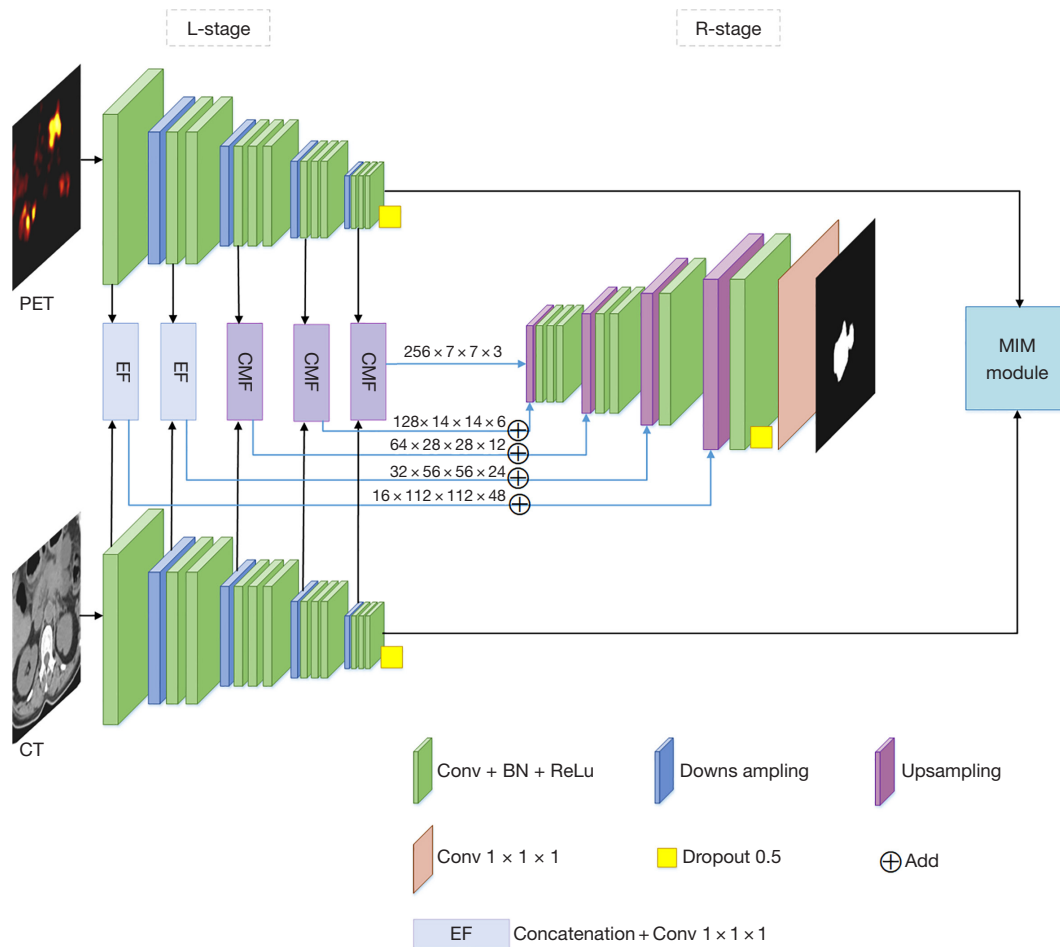 L-stage
R-stage
PET
EF
EF
CMF
CMF
CMF
256 × 7 × 7 × 3
128 × 14 × 14 × 6
64 × 28 × 28 × 12
32 × 56 × 56 × 24
16 × 112 × 112 × 48
MIM
module
CT
Conv + BN + ReLu
Downs ampling
Upsampling
Conv 1 × 1 × 1
Dropout 0.5
Add
EF
Concatenation + Conv 1 × 1 × 1